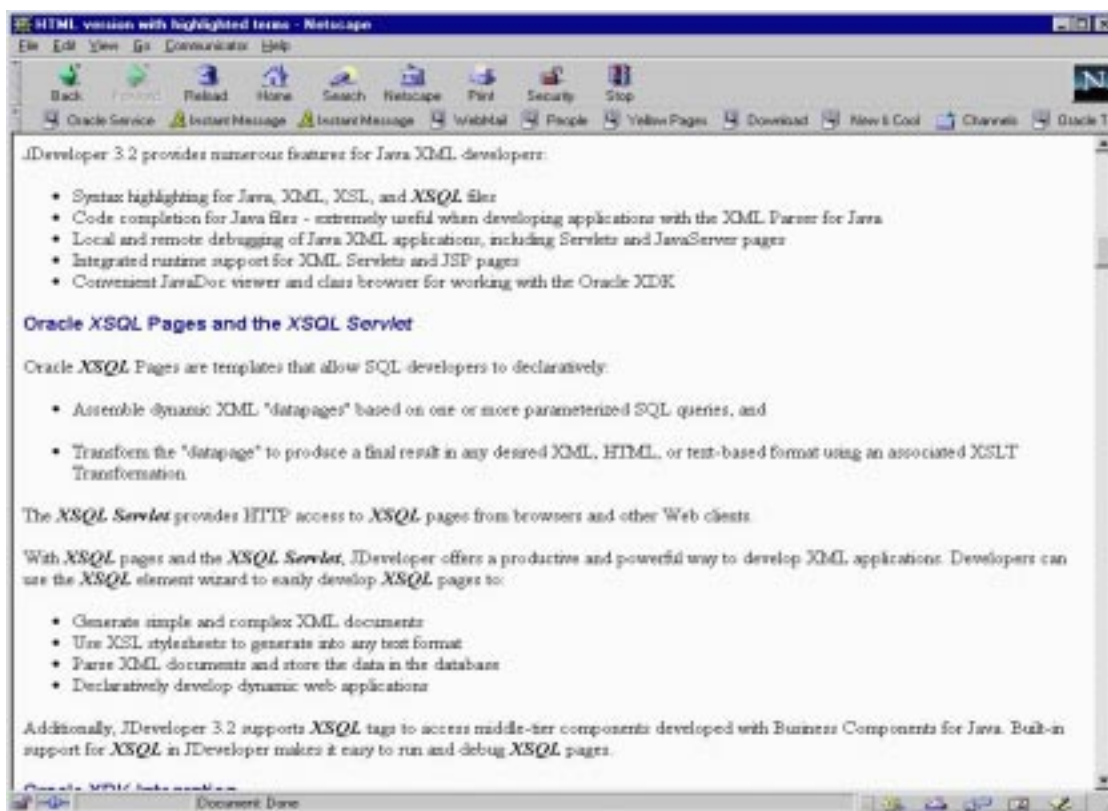 HTML version with highlighted terms - Netscape
File Edit View Go Communicator Help
Back Forward Reload Home Search Netscape Print Security Stop
N
Oracle Service Instant Message Instant Message WebMail People Yellow Pages Download New & Cool Channels Oracle T
JDeveloper 3.2 provides numerous features for Java XML developers:
• Syntax highlighting for Java, XML, XSL, and XSQL files
• Code completion for Java files - extremely useful when developing applications with the XML Parser for Java
• Local and remote debugging of Java XML applications, including Servlets and JavaServer pages
• Integrated runtime support for XML Servlets and JSP pages
• Convenient JavaDoc viewer and class browser for working with the Oracle XDK
Oracle XSQL Pages and the XSQL Servlet
Oracle XSQL Pages are templates that allow SQL developers to declaratively:
• Assemble dynamic XML "datapages" based on one or more parameterized SQL queries, and
• Transform the "datapage" to produce a final result in any desired XML, HTML, or text-based format using an associated XSLT
Transformation.
The XSQL Servlet provides HTTP access to XSQL pages from browsers and other Web clients.
With XSQL pages and the XSQL Servlet, JDeveloper offers a productive and powerful way to develop XML applications. Developers can
use the XSQL element wizard to easily develop XSQL pages to:
• Generate simple and complex XML documents
• Use XSL stylesheets to generate into any text format
• Parse XML documents and store the data in the database
• Declaratively develop dynamic web applications
Additionally, JDeveloper 3.2 supports XSQL tags to access middle-tier components developed with Business Components for Java. Built-in
support for XSQL in JDeveloper makes it easy to run and debug XSQL pages.
Oracle XDK Integration
Document: Done